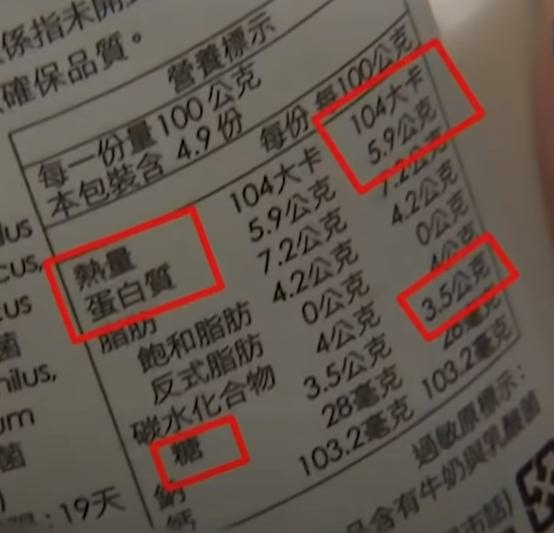 係指未開
確保品質。
營養標示
每一份量100公克
本包裝含 4.9份
每份 每100公克
熱量 104大卡 104大卡
蛋白質 5.9公克 5.9公克
脂肪 7.2公克 7.2公克
飽和脂肪 4.2公克 4.2公克
反式脂肪 0公克 0公克
碳水化合物 4公克 4公克
糖 3.5公克 3.5公克
鈉 28毫克 28毫克
鈣 103.2毫克 103.2毫克
過敏原標示:
品含有牛奶與乳酸菌
市話)
lus
cus,
cus
菌
hilus,
um
菌
)
: 19天